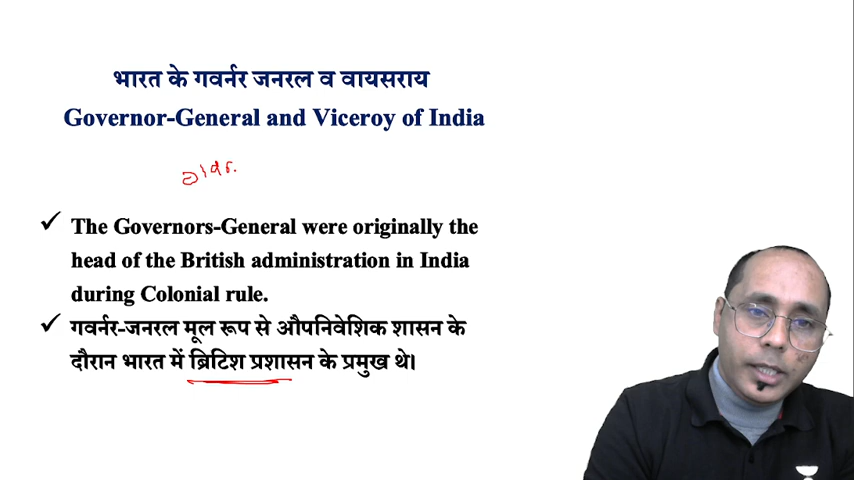 भारत के गवर्नर जनरल व वायसराय
Governor-General and Viceroy of India
✓ The Governors-General were originally the
head of the British administration in India
during Colonial rule.
✓ गवर्नर-जनरल मूल रूप से औपनिवेशिक शासन के
दौरान भारत में ब्रिटिश प्रशासन के प्रमुख थे।